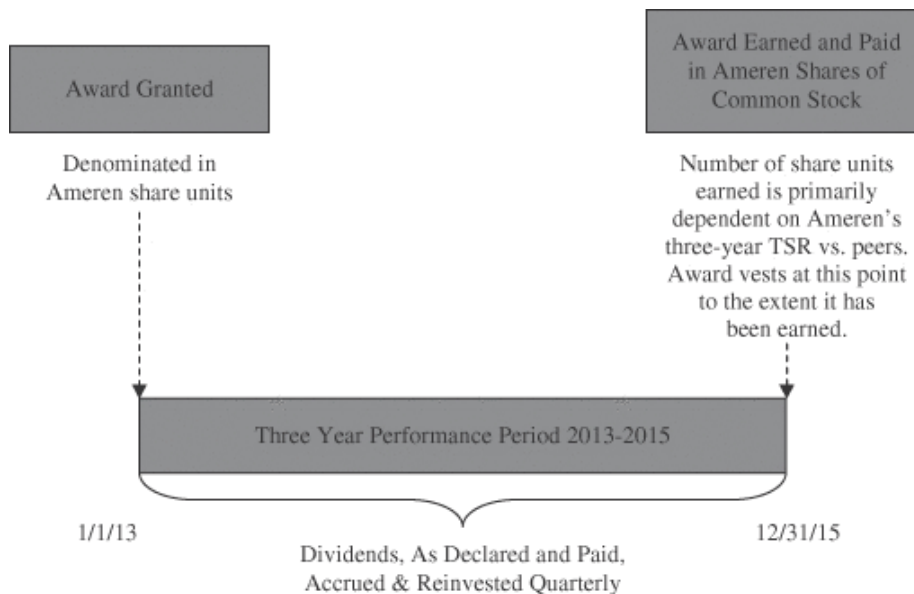 Award Granted
Denominated in
Ameren share units
Award Earned and Paid
in Ameren Shares of
Common Stock
Number of share units
earned is primarily
dependent on Ameren’s
three-year TSR vs. peers.
Award vests at this point
to the extent it has
been earned.
Three Year Performance Period 2013-2015
1/1/13
12/31/15
Dividends, As Declared and Paid,
Accrued & Reinvested Quarterly